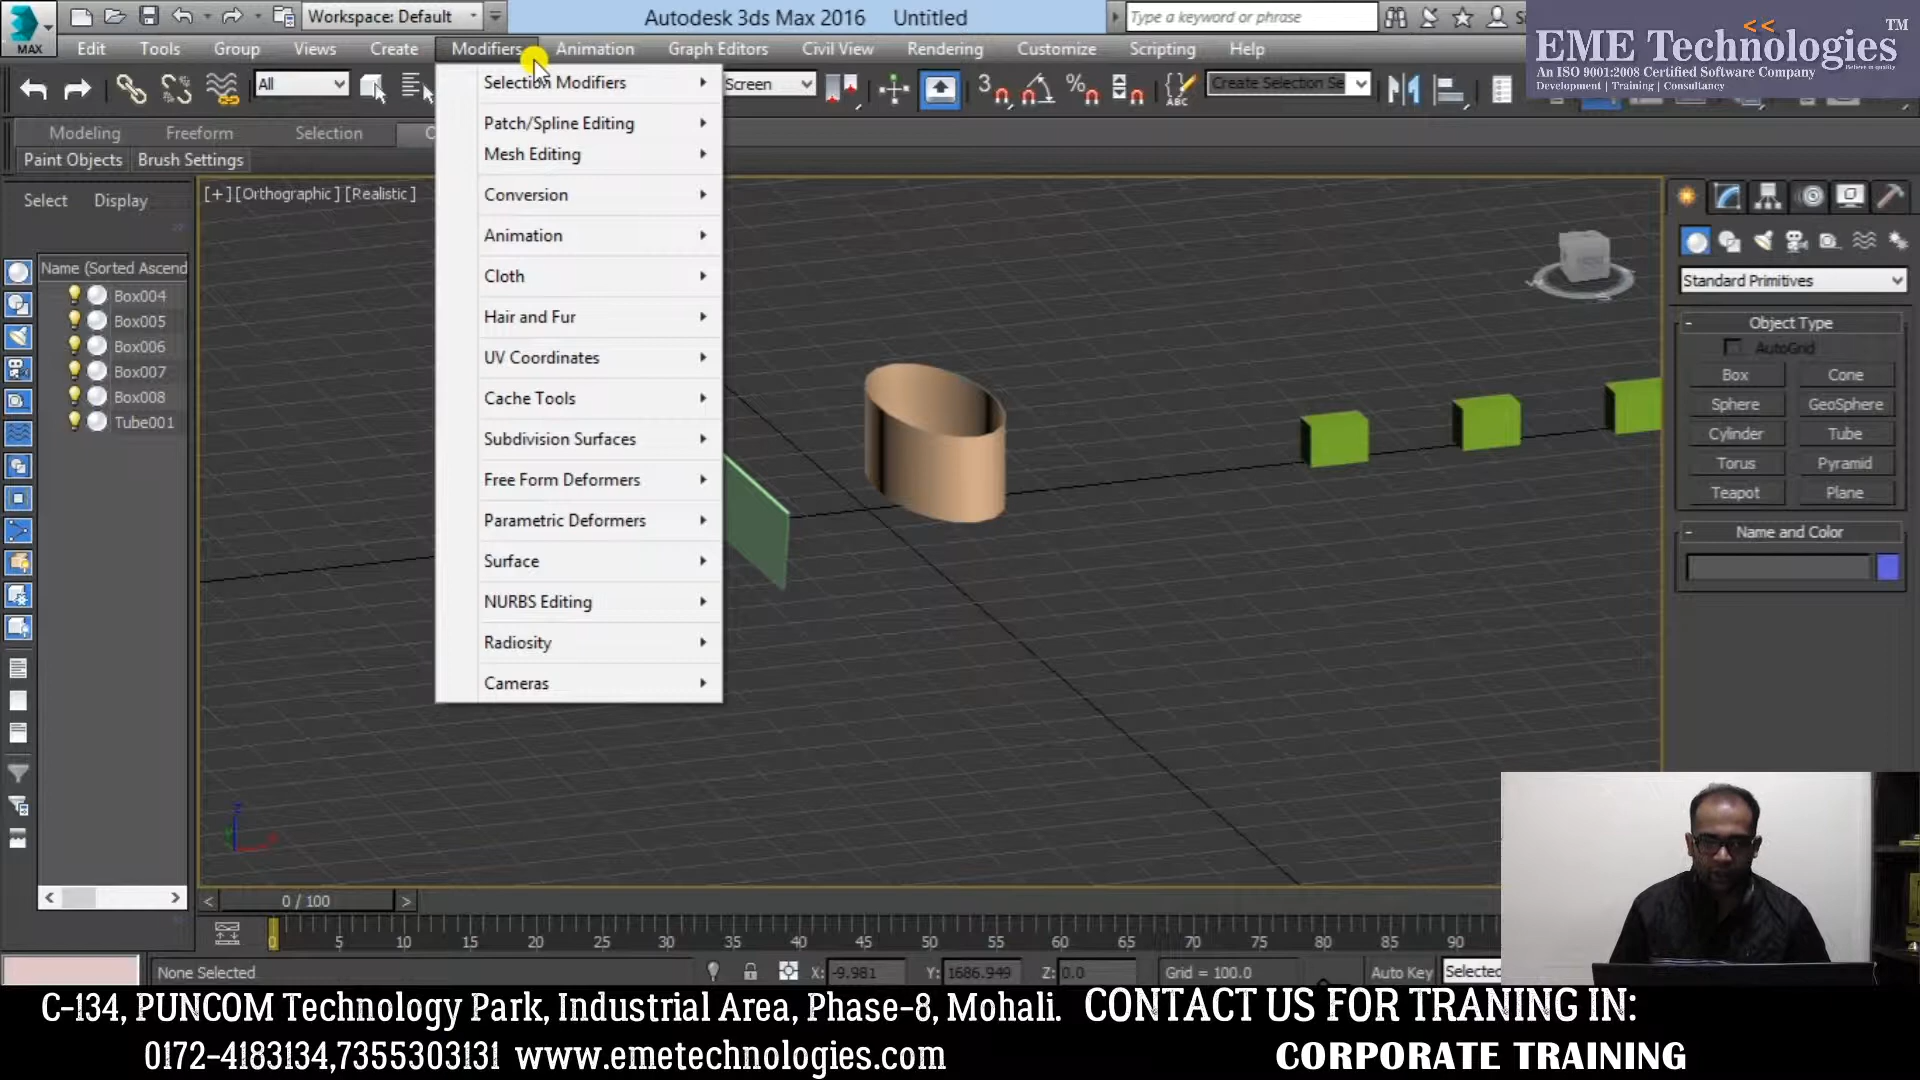 MAX
Workspace: Default
Autodesk 3ds Max 2016 Untitled
Type a keyword or phrase
Edit Tools Group Views Create Modifiers Animation Graph Editors Civil View Rendering Customize Scripting Help
<<
EME Technologies TM
An ISO 9001:2008 Certified Software Company
Development | Training | Consultancy
All
Screen
3
ABC
Create Selection Se
Modeling Freeform Selection
Paint Objects Brush Settings
Select Display
[+][Orthographic][Realistic]
Name (Sorted Ascend
Box004
Box005
Box006
Box007
Box008
Tube001
Selection Modifiers
Patch/Spline Editing
Mesh Editing
Conversion
Animation
Cloth
Hair and Fur
UV Coordinates
Cache Tools
Subdivision Surfaces
Free Form Deformers
Parametric Deformers
Surface
NURBS Editing
Radiosity
Cameras
Standard Primitives
- Object Type
AutoGrid
Box Cone
Sphere GeoSphere
Cylinder Tube
Torus Pyramid
Teapot Plane
- Name and Color
< 0 / 100 >
0 5 10 15 20 25 30 35 40 45 50 55 60 65 70 75 80 85 90
None Selected X: -9.981 Y: 1686.949 Z: 0.0 Grid = 100.0 Auto Key Selected
C-134, PUNCOM Technology Park, Industrial Area, Phase-8, Mohali. CONTACT US FOR TRANING IN:
0172-4183134,7355303131 www.emetechnologies.com CORPORATE TRAINING